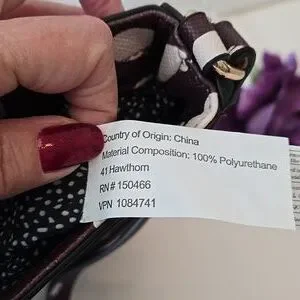 Country of Origin: China
Material Composition: 100% Polyurethane
41 Hawthorn
RN# 150466
VPN 1084741